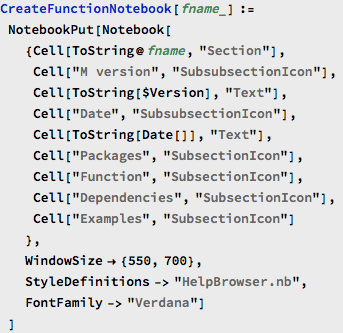 CreateFunctionNotebook[fname_] :=
NotebookPut[Notebook[
{Cell[ToString@fname, "Section"],
Cell["M version", "SubsubsectionIcon"],
Cell[ToString[$Version], "Text"],
Cell["Date", "SubsubsectionIcon"],
Cell[ToString[Date[]], "Text"],
Cell["Packages", "SubsectionIcon"],
Cell["Function", "SubsectionIcon"],
Cell["Dependencies", "SubsectionIcon"],
Cell["Examples", "SubsectionIcon"]
},
WindowSize → {550, 700},
StyleDefinitions -> "HelpBrowser.nb",
FontFamily -> "Verdana"]
]